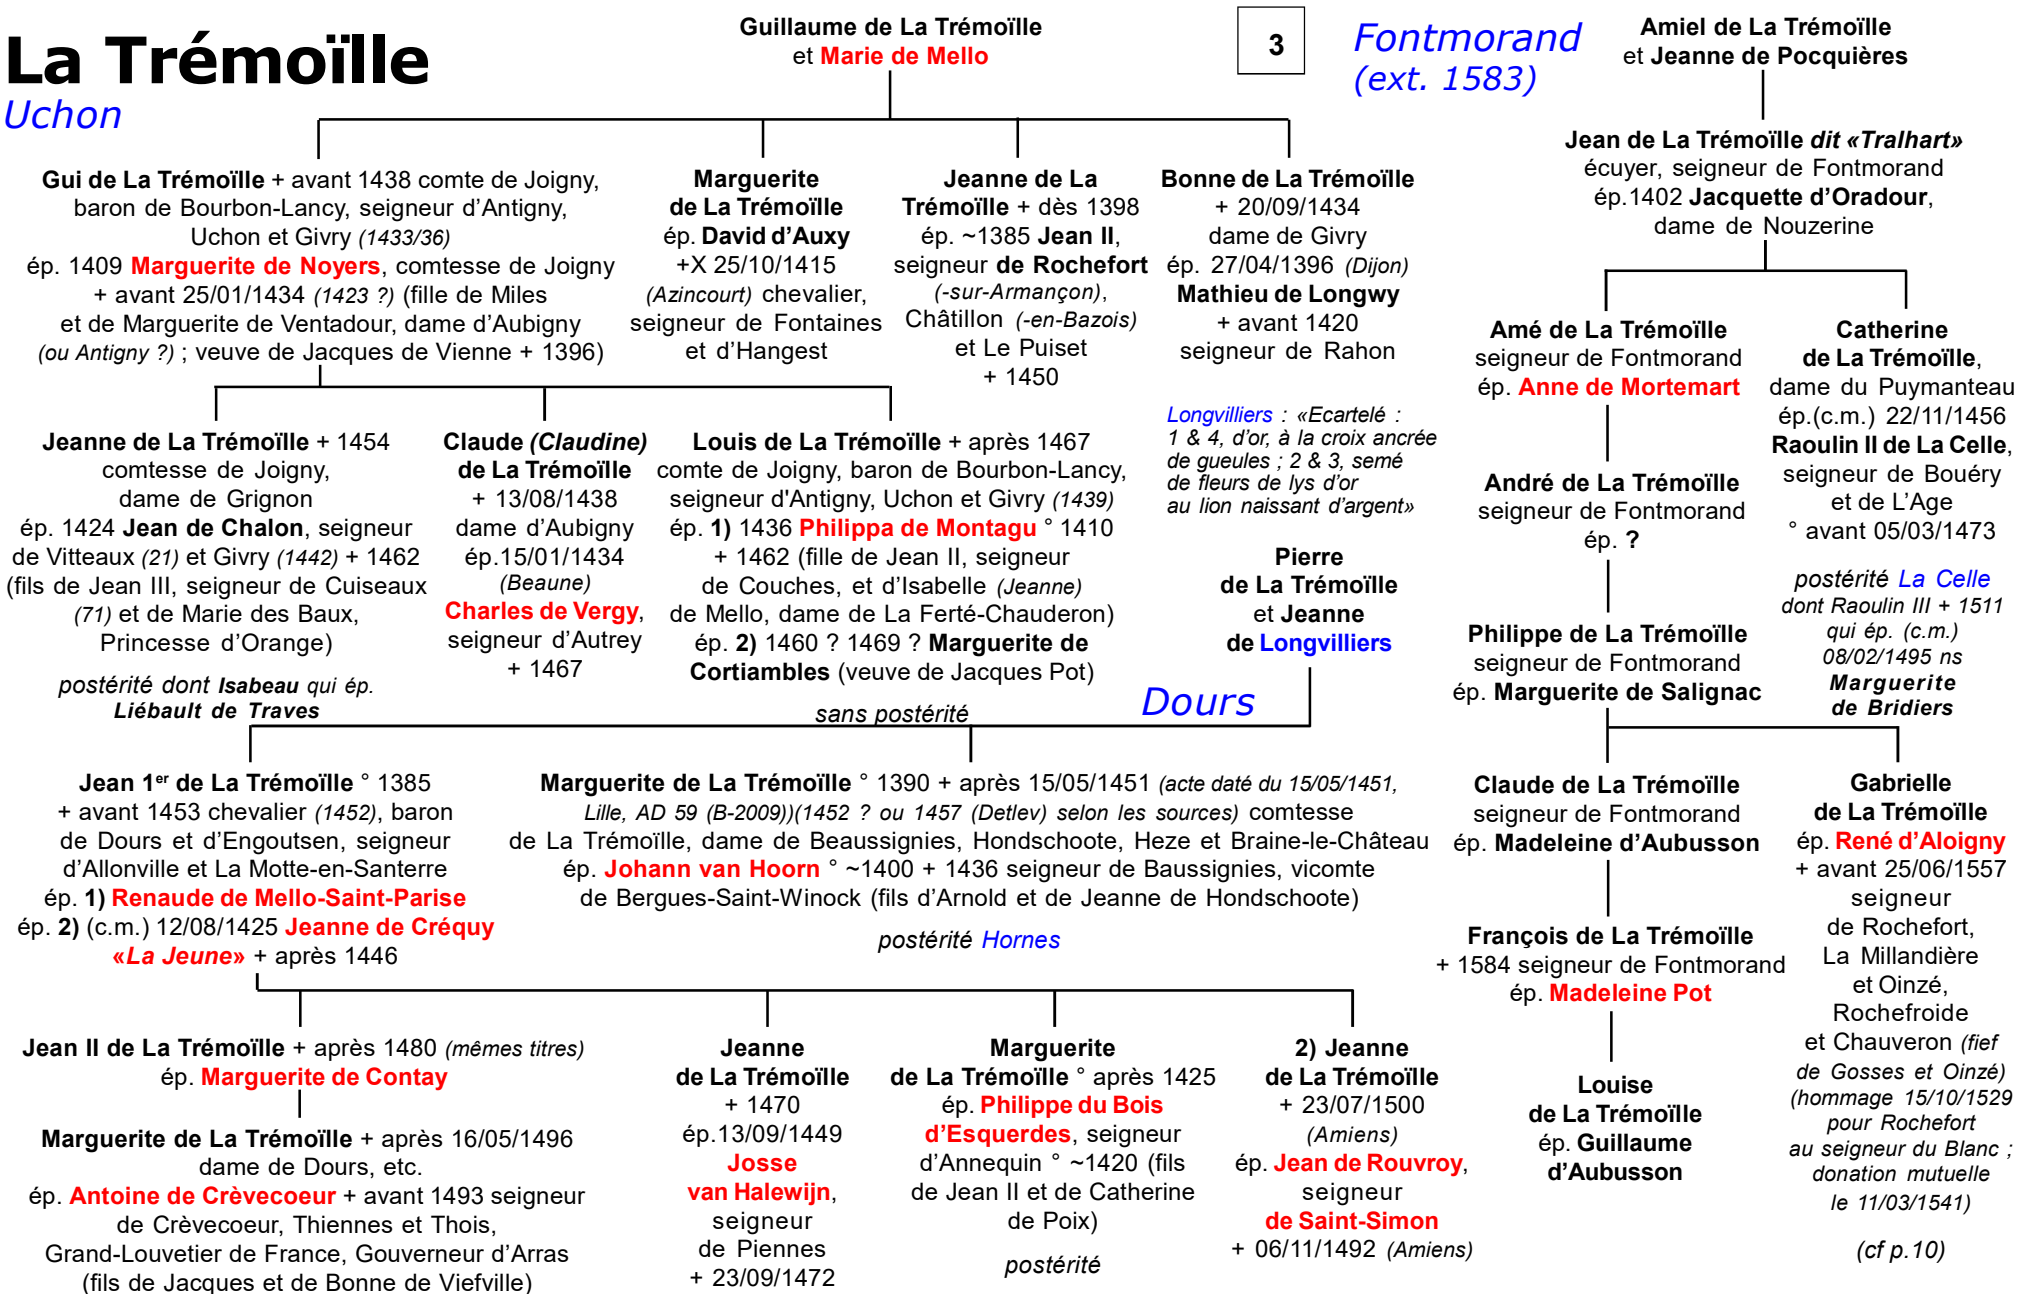 La Trémoïlle
Uchon
Guillaume de La Trémoïlle
et Marie de Mello
3
Fontmorand
(ext. 1583)
Amiel de La Trémoïlle
et Jeanne de Pocquières
Gui de La Trémoïlle + avant 1438 comte de Joigny,
baron de Bourbon-Lancy, seigneur d’Antigny,
Uchon et Givry (1433/36)
ép. 1409 Marguerite de Noyers, comtesse de Joigny
+ avant 25/01/1434 (1423 ?) (fille de Miles
et de Marguerite de Ventadour, dame d’Aubigny
(ou Antigny ?) ; veuve de Jacques de Vienne + 1396)
Marguerite
de La Trémoïlle
ép. David d’Auxy
+X 25/10/1415
(Azincourt) chevalier,
seigneur de Fontaines
et d’Hangest
Jeanne de La
Trémoïlle + dès 1398
ép. ~1385 Jean II,
seigneur de Rochefort
(-sur-Armançon),
Châtillon (-en-Bazois)
et Le Puiset
+ 1450
Bonne de La Trémoïlle
+ 20/09/1434
dame de Givry
ép. 27/04/1396 (Dijon)
Mathieu de Longwy
+ avant 1420
seigneur de Rahon
Jean de La Trémoïlle dit «Tralhart»
écuyer, seigneur de Fontmorand
ép.1402 Jacquette d’Oradour,
dame de Nouzerine
Amé de La Trémoïlle
seigneur de Fontmorand
ép. Anne de Mortemart
Catherine
de La Trémoïlle,
dame du Puymanteau
ép.(c.m.) 22/11/1456
Raoulin II de La Celle,
seigneur de Bouéry
et de L’Age
° avant 05/03/1473
postérité La Celle
dont Raoulin III + 1511
qui ép. (c.m.)
08/02/1495 ns
Marguerite
de Bridiers
Jeanne de La Trémoïlle + 1454
comtesse de Joigny,
dame de Grignon
ép. 1424 Jean de Chalon, seigneur
de Vitteaux (21) et Givry (1442) + 1462
(fils de Jean III, seigneur de Cuiseaux
(71) et de Marie des Baux,
Princesse d’Orange)
postérité dont Isabeau qui ép.
Liébault de Traves
Claude (Claudine)
de La Trémoïlle
+ 13/08/1438
dame d’Aubigny
ép.15/01/1434
(Beaune)
Charles de Vergy,
seigneur d’Autrey
+ 1467
Louis de La Trémoïlle + après 1467
comte de Joigny, baron de Bourbon-Lancy,
seigneur d'Antigny, Uchon et Givry (1439)
ép. 1) 1436 Philippa de Montagu ° 1410
+ 1462 (fille de Jean II, seigneur
de Couches, et d’Isabelle (Jeanne)
de Mello, dame de La Ferté-Chauderon)
ép. 2) 1460 ? 1469 ? Marguerite de
Cortiambles (veuve de Jacques Pot)
sans postérité
Longvilliers : «Ecartelé :
1 & 4, d’or, à la croix ancrée
de gueules ; 2 & 3, semé
de fleurs de lys d’or
au lion naissant d’argent»
Pierre
de La Trémoïlle
et Jeanne
de Longvilliers
Dours
André de La Trémoïlle
seigneur de Fontmorand
ép. ?
Philippe de La Trémoïlle
seigneur de Fontmorand
ép. Marguerite de Salignac
Jean 1er de La Trémoïlle ° 1385
+ avant 1453 chevalier (1452), baron
de Dours et d’Engoutsen, seigneur
d’Allonville et La Motte-en-Santerre
ép. 1) Renaude de Mello-Saint-Parise
ép. 2) (c.m.) 12/08/1425 Jeanne de Créquy
«La Jeune» + après 1446
Marguerite de La Trémoïlle ° 1390 + après 15/05/1451 (acte daté du 15/05/1451,
Lille, AD 59 (B-2009))(1452 ? ou 1457 (Detlev) selon les sources) comtesse
de La Trémoïlle, dame de Beaussignies, Hondschoote, Heze et Braine-le-Château
ép. Johann van Hoorn ° ~1400 + 1436 seigneur de Baussignies, vicomte
de Bergues-Saint-Winock (fils d’Arnold et de Jeanne de Hondschoote)
postérité Hornes
Claude de La Trémoïlle
seigneur de Fontmorand
ép. Madeleine d’Aubusson
Gabrielle
de La Trémoïlle
ép. René d’Aloigny
+ avant 25/06/1557
seigneur
de Rochefort,
La Millandière
et Oinzé,
Rochefroide
et Chauveron (fief
de Gosses et Oinzé)
(hommage 15/10/1529
pour Rochefort
au seigneur du Blanc ;
donation mutuelle
le 11/03/1541)
(cf p.10)
François de La Trémoïlle
+ 1584 seigneur de Fontmorand
ép. Madeleine Pot
Louise
de La Trémoïlle
ép. Guillaume
d’Aubusson
Jean II de La Trémoïlle + après 1480 (mêmes titres)
ép. Marguerite de Contay
Marguerite de La Trémoïlle + après 16/05/1496
dame de Dours, etc.
ép. Antoine de Crèvecoeur + avant 1493 seigneur
de Crèvecoeur, Thiennes et Thois,
Grand-Louvetier de France, Gouverneur d’Arras
(fils de Jacques et de Bonne de Viefville)
Jeanne
de La Trémoïlle
+ 1470
ép.13/09/1449
Josse
van Halewijn,
seigneur
de Piennes
+ 23/09/1472
Marguerite
de La Trémoïlle ° après 1425
ép. Philippe du Bois
d’Esquerdes, seigneur
d’Annequin ° ~1420 (fils
de Jean II et de Catherine
de Poix)
postérité
2) Jeanne
de La Trémoïlle
+ 23/07/1500
(Amiens)
ép. Jean de Rouvroy,
seigneur
de Saint-Simon
+ 06/11/1492 (Amiens)